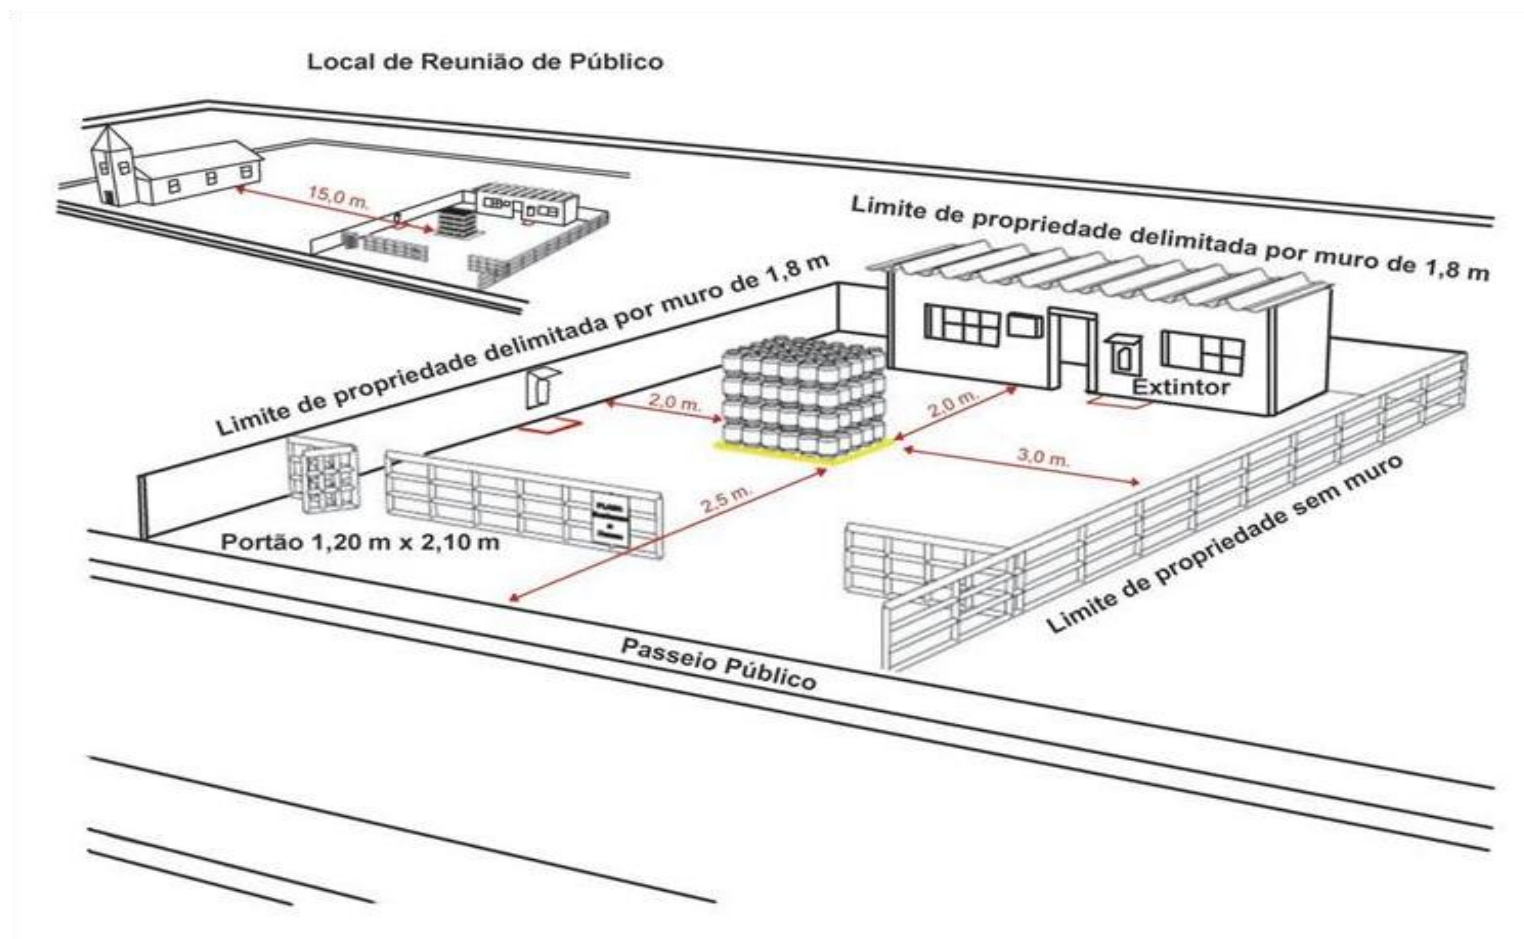 Local de Reunião de Público
15,0 m.
Limite de propriedade delimitada por muro de 1,8 m
Limite de propriedade delimitada por muro de 1,8 m
Extintor
2,0 m.
2,0 m.
3,0 m.
2,5 m.
Portão 1,20 m x 2,10 m
Limite de propriedade sem muro
Passeio Público